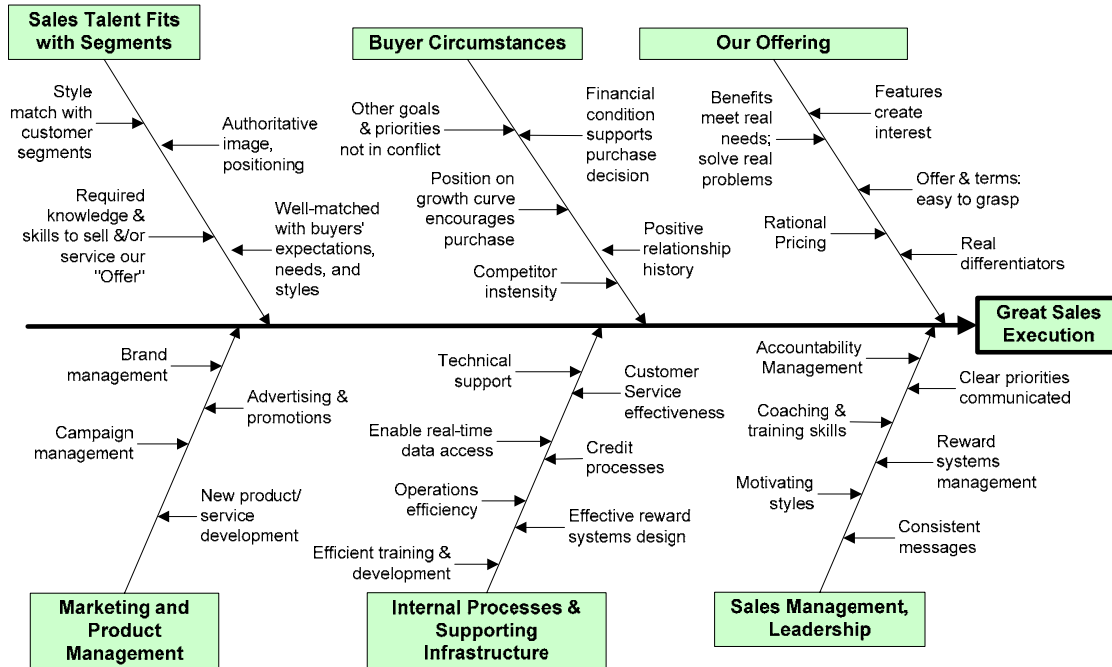 Sales Talent Fits
with Segments
Buyer Circumstances
Our Offering
Style
match with
customer
segments
Authoritative
image,
positioning
Required
knowledge &
skills to sell &/or
service our
"Offer"
Well-matched
with buyers'
expectations,
needs, and
styles
Other goals
& priorities
not in conflict
Financial
condition
supports
purchase
decision
Position on
growth curve
encourages
purchase
Positive
relationship
history
Competitor
instensity
Benefits
meet real
needs;
solve real
problems
Features
create
interest
Offer & terms:
easy to grasp
Rational
Pricing
Real
differentiators
Great Sales
Execution
Brand
management
Advertising &
promotions
Campaign
management
New product/
service
development
Technical
support
Customer
Service
effectiveness
Enable real-time
data access
Credit
processes
Operations
efficiency
Effective reward
systems design
Efficient training &
development
Accountability
Management
Clear priorities
communicated
Coaching &
training skills
Reward
systems
management
Motivating
styles
Consistent
messages
Marketing and
Product
Management
Internal Processes &
Supporting
Infrastructure
Sales Management,
Leadership